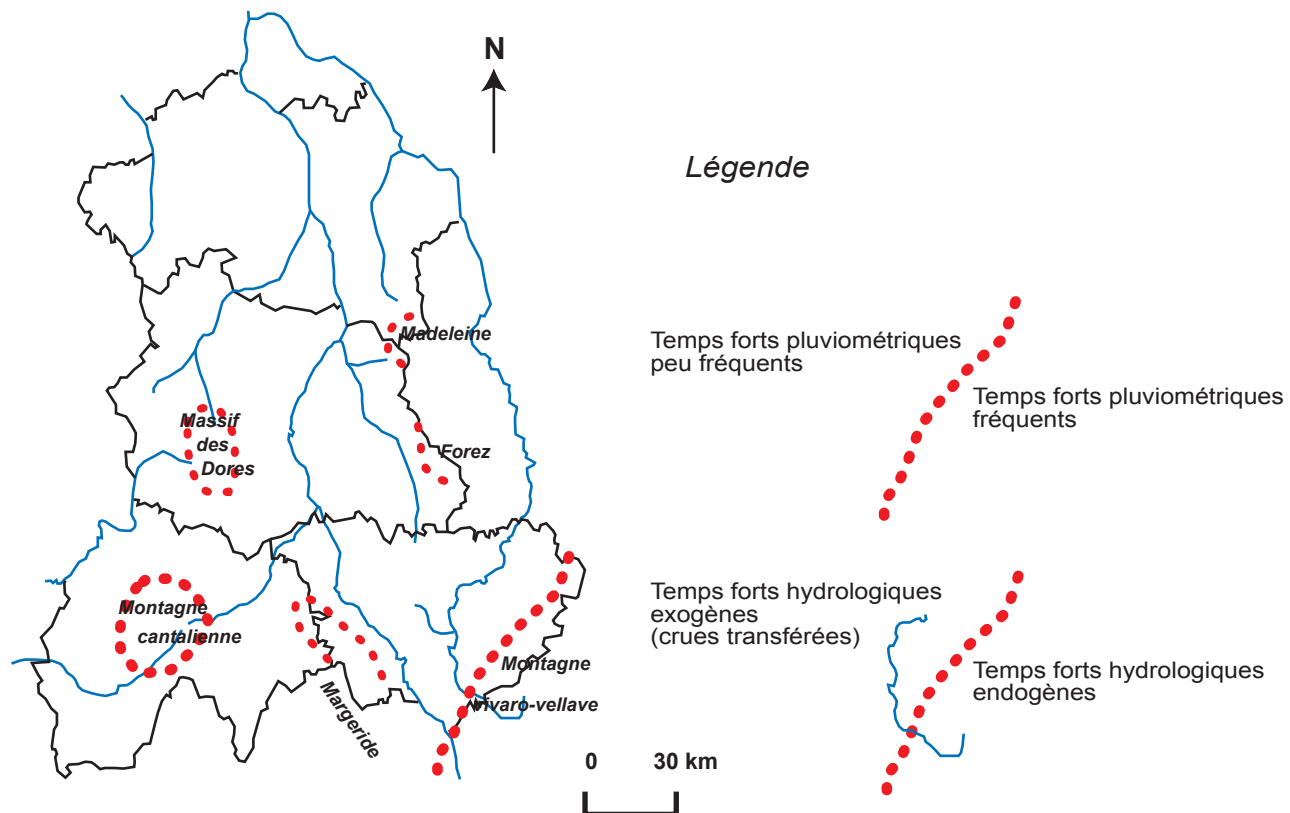 N
Légende
Madeleine
Temps forts pluviométriques
peu fréquents
Temps forts pluviométriques
fréquents
Massif
des
Dores
Forez
Temps forts hydrologiques
exogènes
(crues transférées)
Temps forts hydrologiques
endogènes
Montagne
cantalienne
Montagne
vivaro-vellave
Margeride
0 30 km